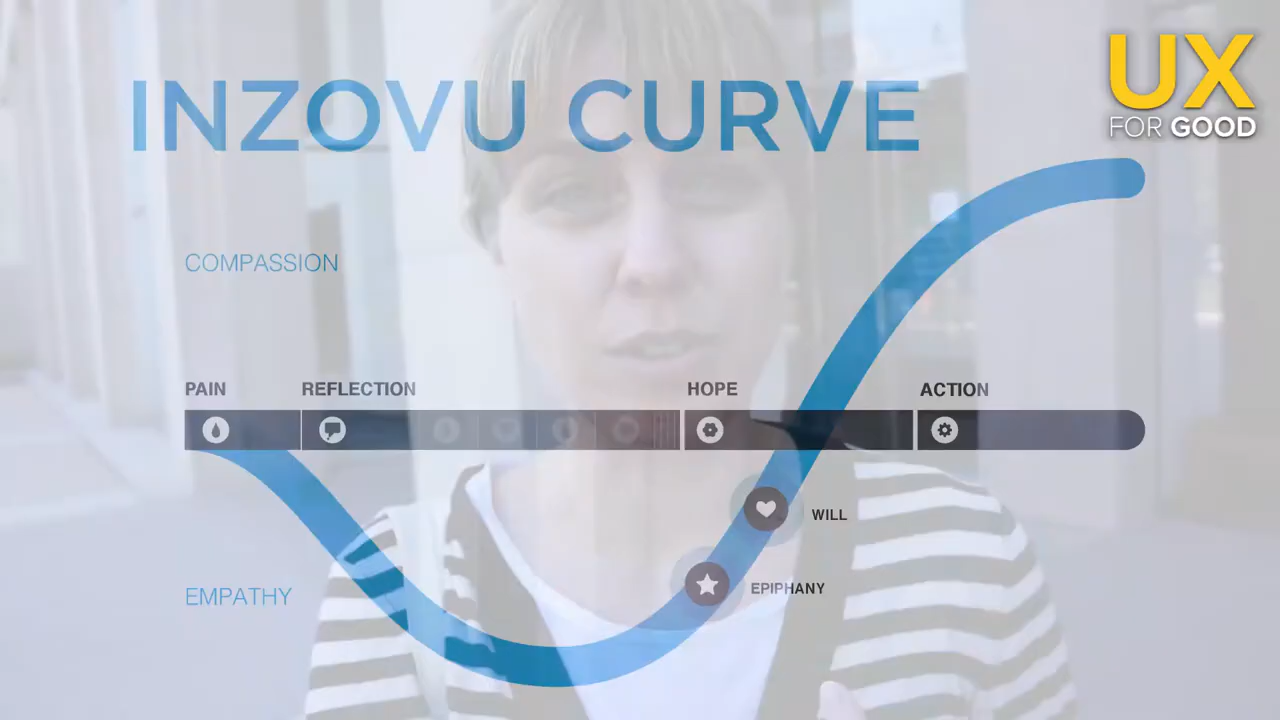 UX
FOR GOOD
INZOVU CURVE
COMPASSION
PAIN REFLECTION HOPE ACTION
WILL
EPIPHANY
EMPATHY